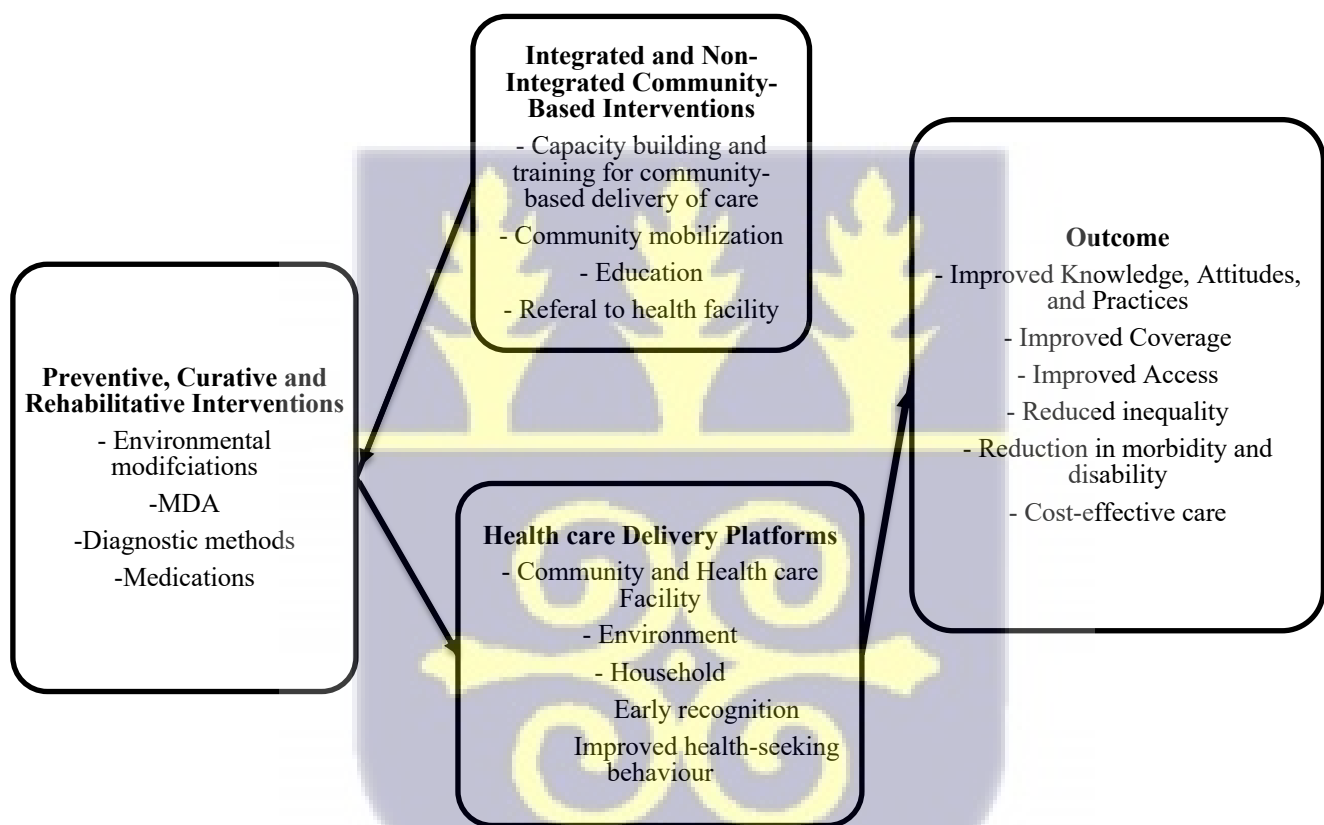 Integrated and Non-
Integrated Community-
Based Interventions
- Capacity building and
training for community-
based delivery of care
- Community mobilization
- Education
- Referal to health facility
Preventive, Curative and
Rehabilitative Interventions
- Environmental
modifciations
-MDA
-Diagnostic methods
-Medications
Health care Delivery Platforms
- Community and Health care
Facility
- Environment
- Household
Early recognition
Improved health-seeking
behaviour
Outcome
- Improved Knowledge, Attitudes,
and Practices
- Improved Coverage
- Improved Access
- Reduced inequality
- Reduction in morbidity and
disability
- Cost-effective care